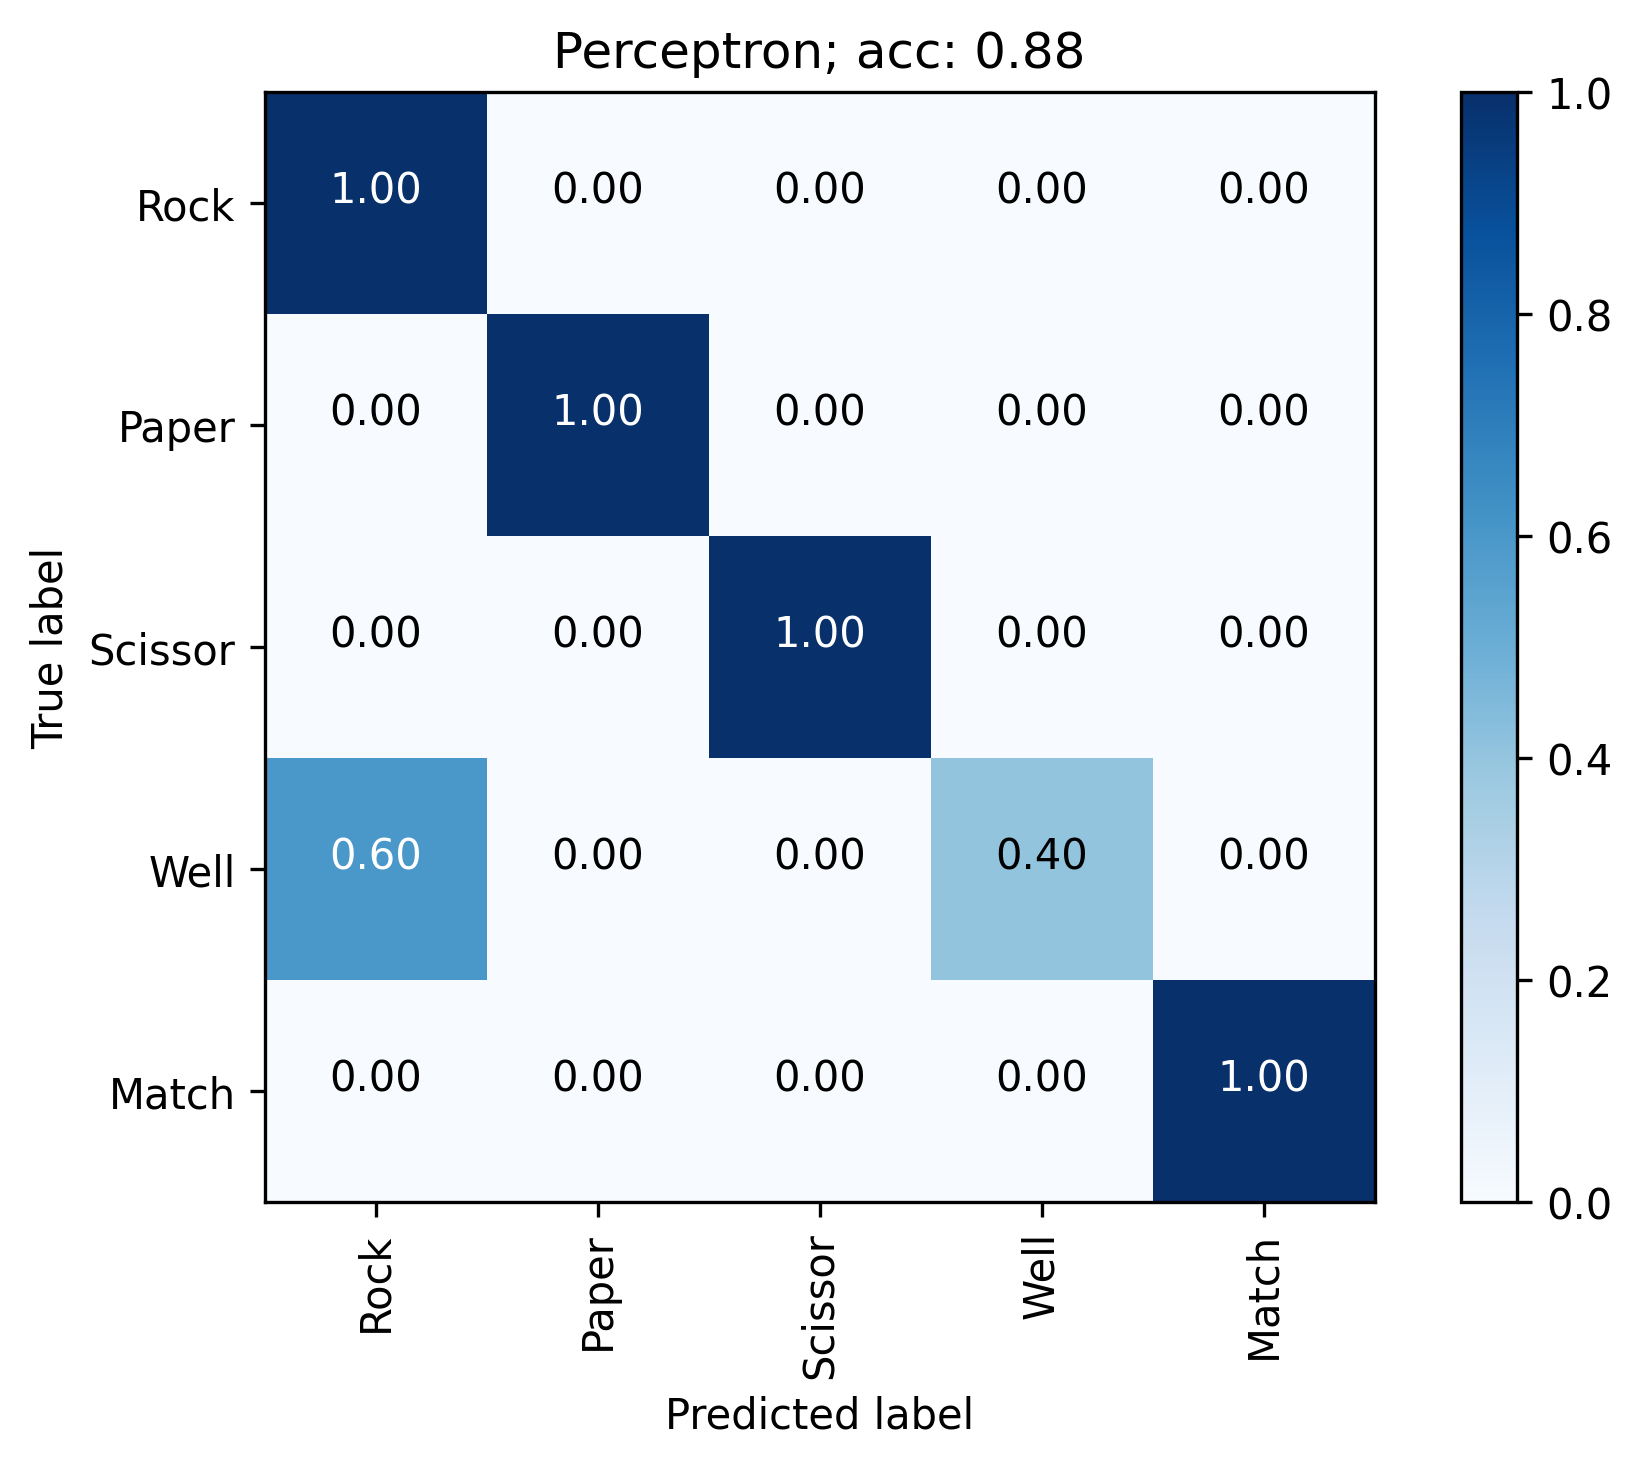 Perceptron; acc: 0.88
Rock 1.00 0.00 0.00 0.00 0.00
Paper 0.00 1.00 0.00 0.00 0.00
Scissor 0.00 0.00 1.00 0.00 0.00
Well 0.60 0.00 0.00 0.40 0.00
Match 0.00 0.00 0.00 0.00 1.00
True label
Rock Paper Scissor Well Match
Predicted label
1.0
0.8
0.6
0.4
0.2
0.0